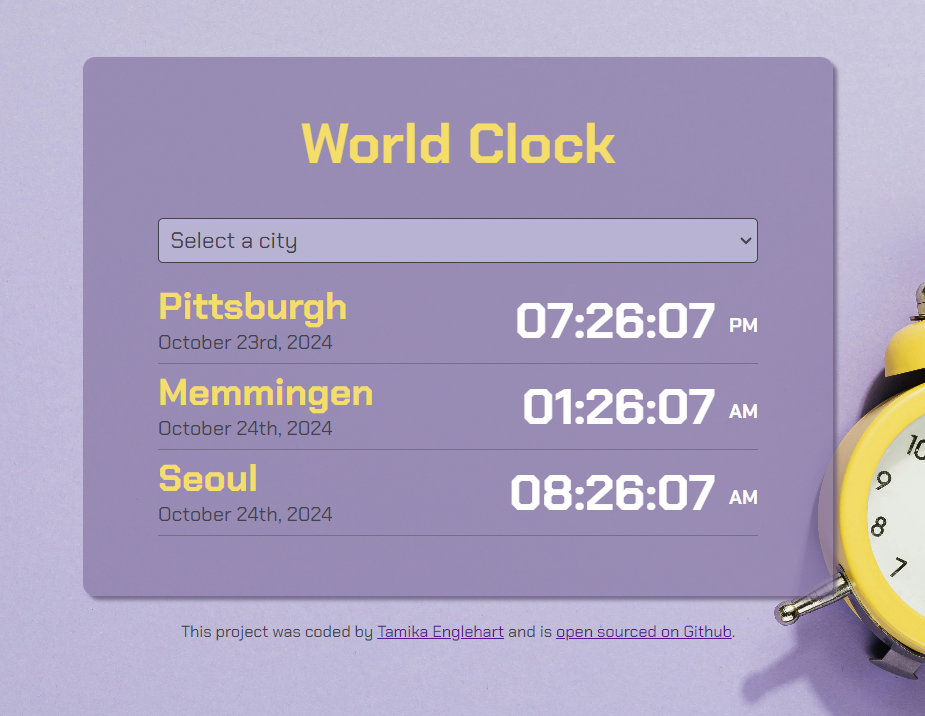 World Clock
Select a city
Pittsburgh
October 23rd, 2024
07:26:07 PM
Memmingen
October 24th, 2024
01:26:07 AM
Seoul
October 24th, 2024
08:26:07 AM
10
9
8
7
This project was coded by Tamika Englehart and is open sourced on Github.